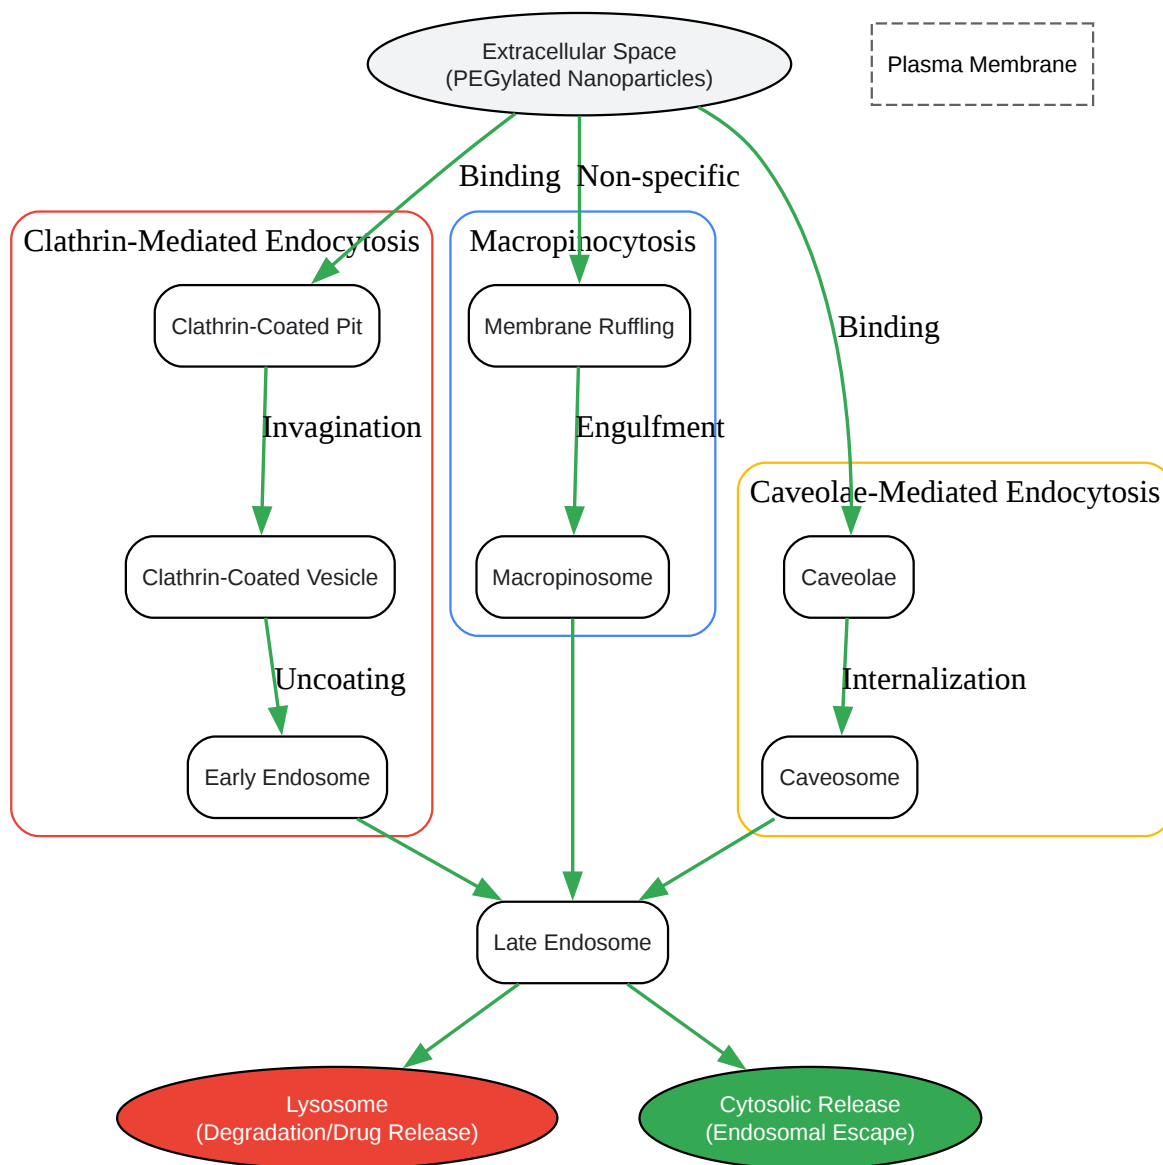 Extracellular Space
(PEGylated Nanoparticles)
Plasma Membrane
Binding
Non-specific
Clathrin-Mediated Endocytosis
Macropinocytosis
Clathrin-Coated Pit
Membrane Ruffling
Binding
Invagination
Engulfment
Caveolae-Mediated Endocytosis
Clathrin-Coated Vesicle
Macropinosome
Caveolae
Uncoating
Internalization
Early Endosome
Caveosome
Late Endosome
Lysosome
(Degradation/Drug Release)
Cytosolic Release
(Endosomal Escape)